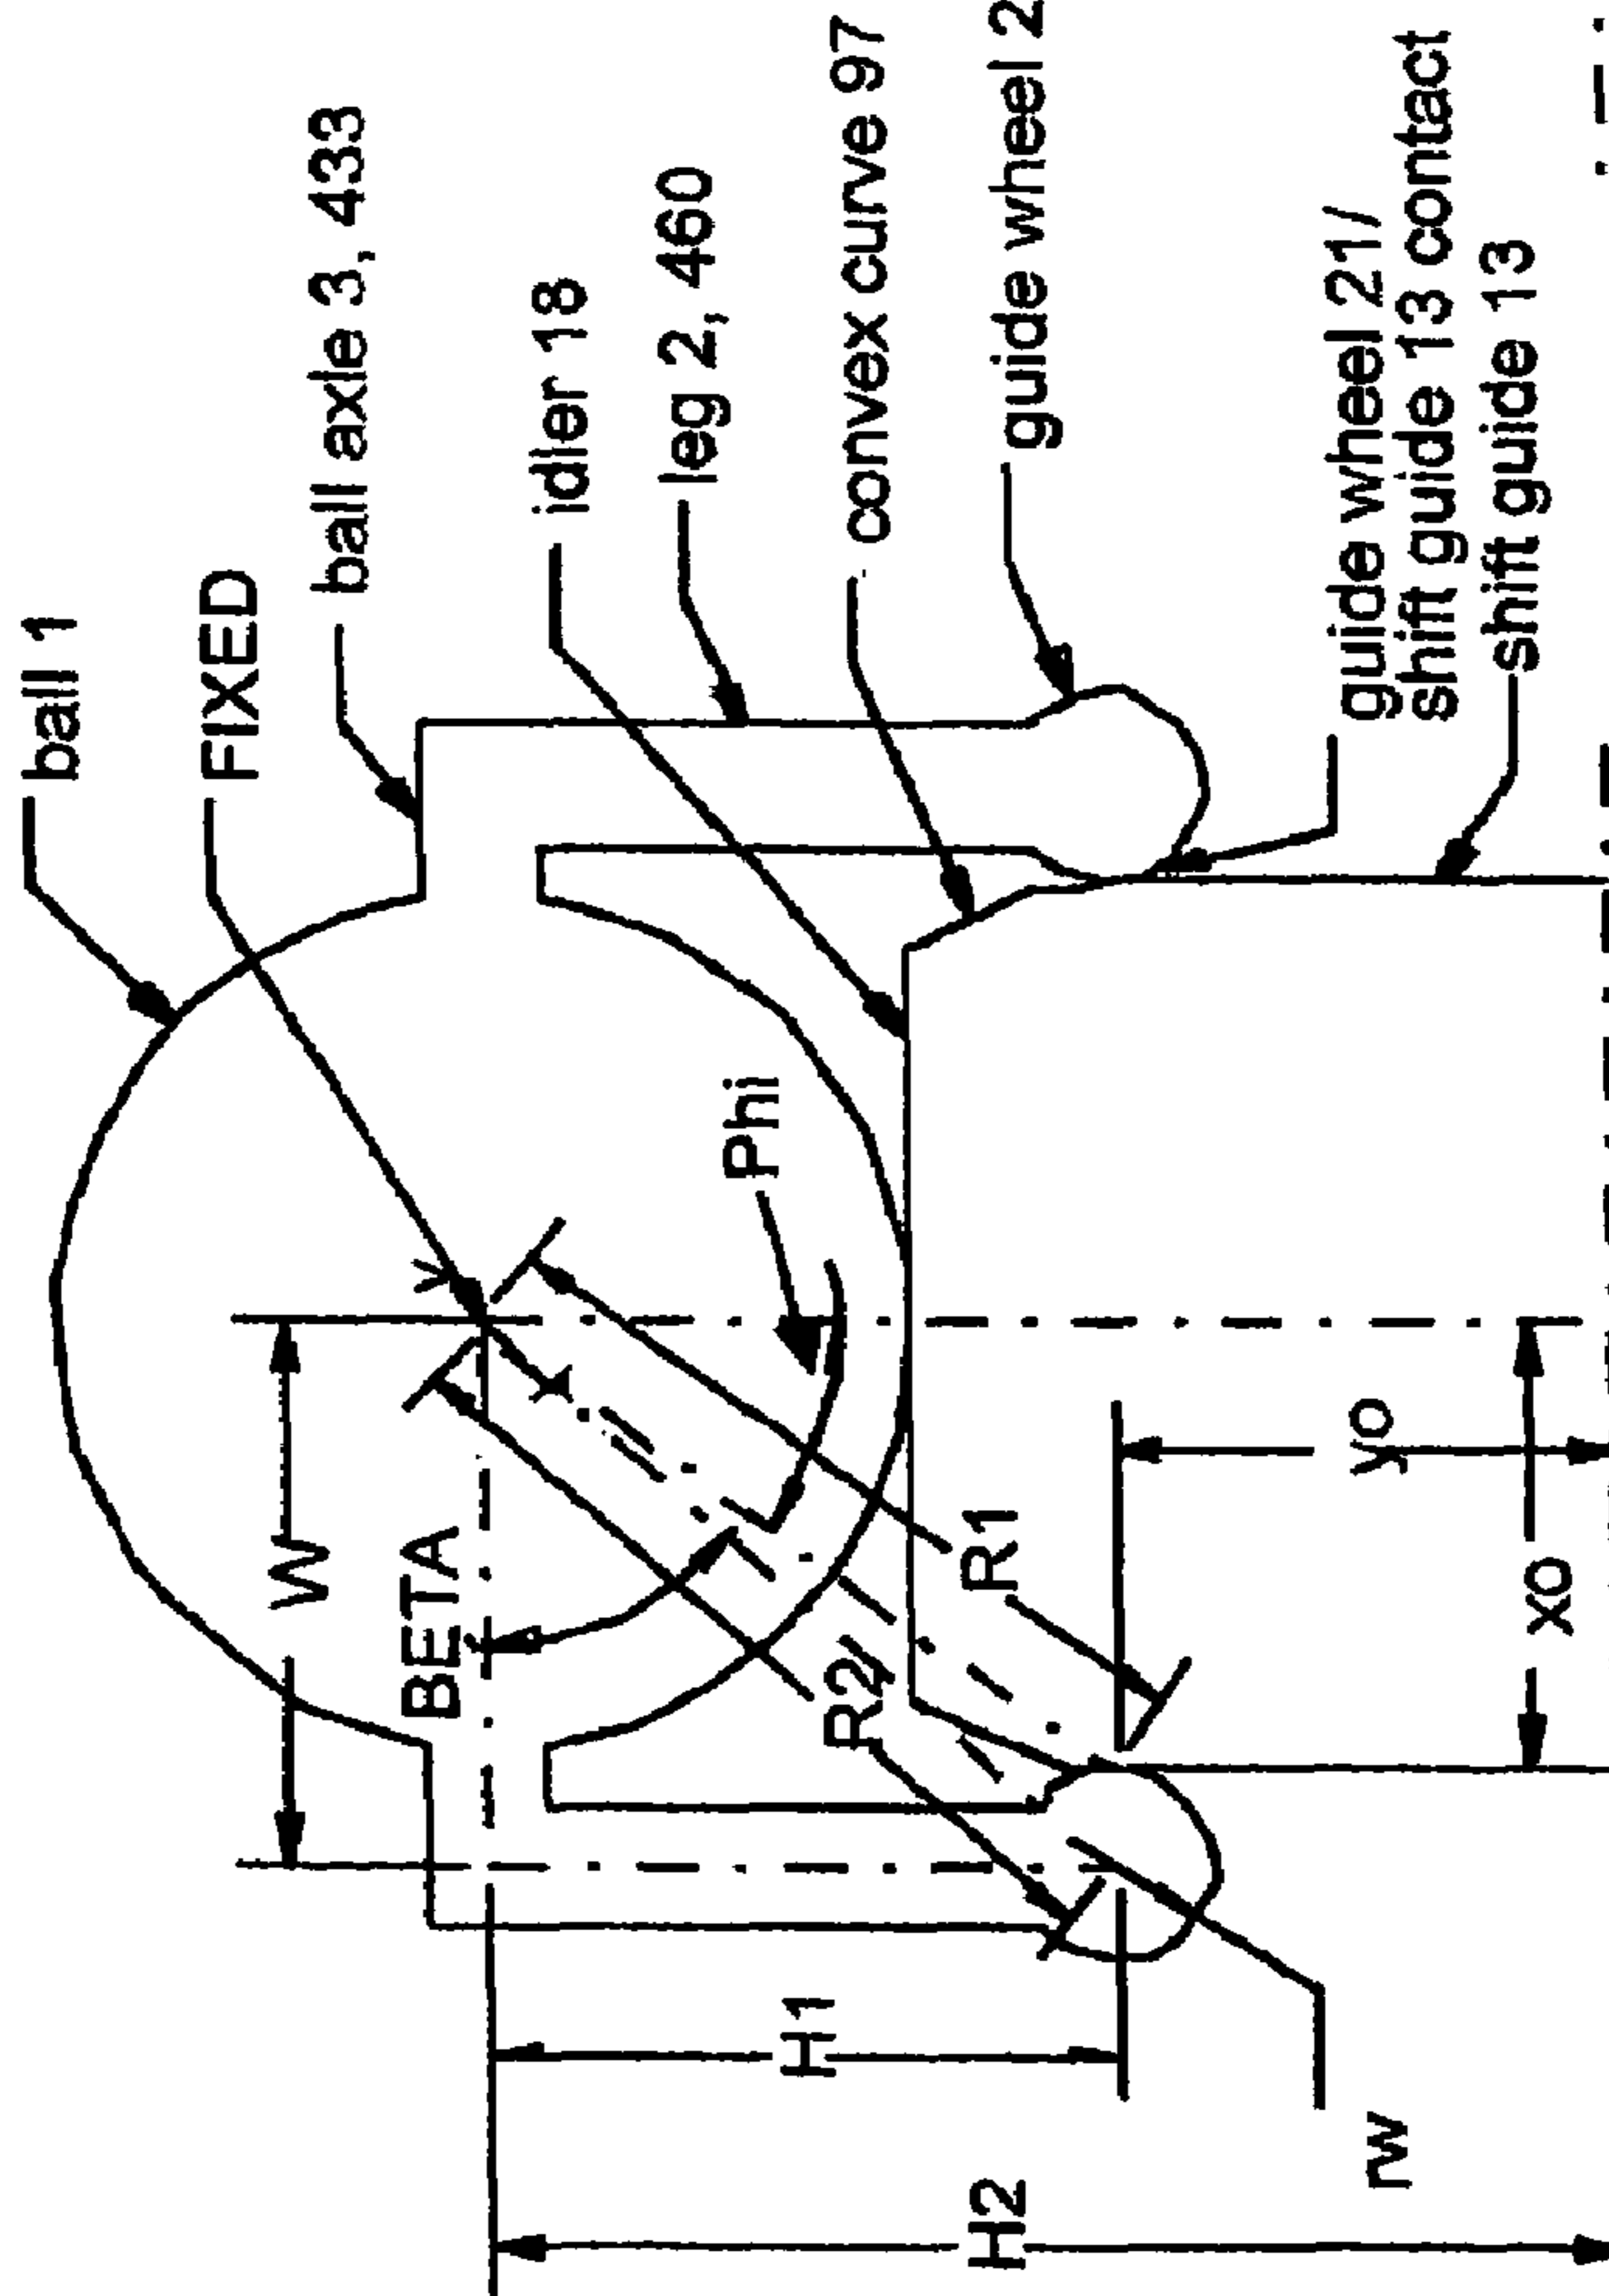 ball 1
FIXED
ball axle 3, 433
idler 18
leg 2, 460
convex curve 97
guide wheel 2
guide wheel 21/
shift guide 13 contact
shift guide 13
Phi
W
BETA
R1
R2
yo
xo
H1
H2
rw